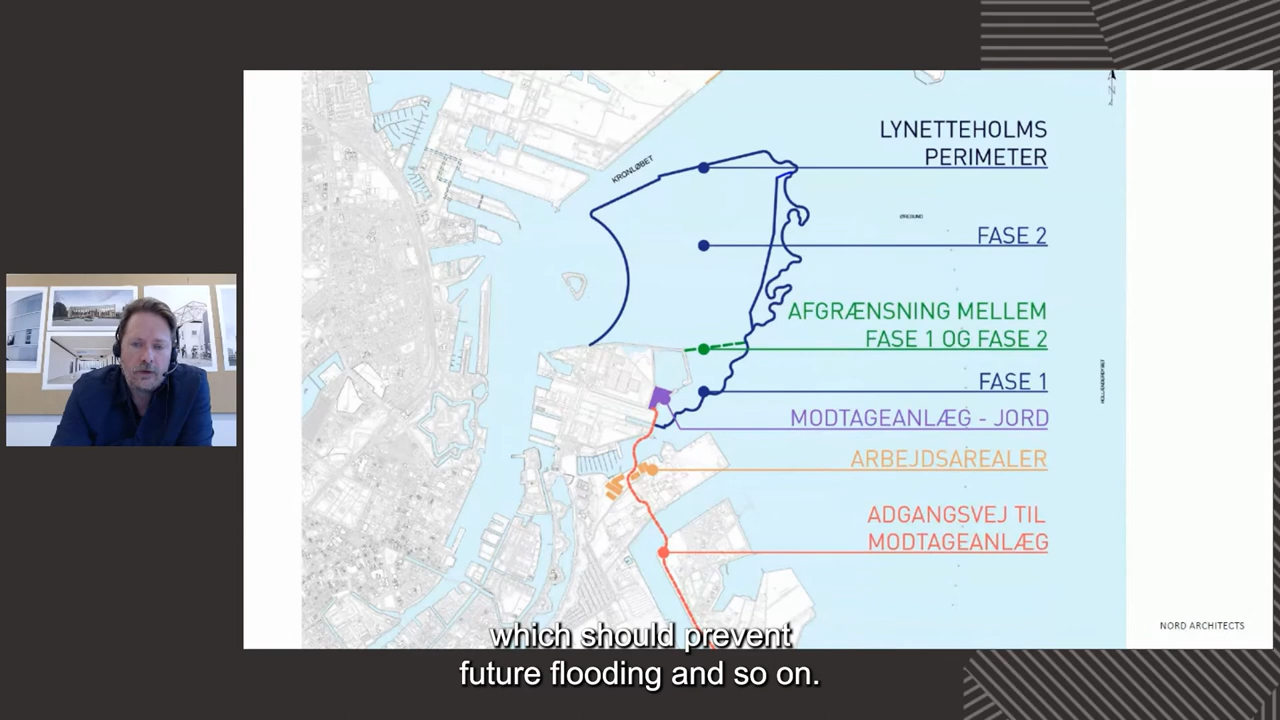 LYNETTEHOLMS
PERIMETER
KRONLØBET
ØRESUND
FASE 2
AFGRÆNSNING MELLEM
FASE 1 OG FASE 2
FASE 1
MODTAGEANLÆG - JORD
ARBEJDSAREALER
ADGANGSVEJ TIL
MODTAGEANLÆG
NORD ARCHITECTS
which should prevent
future flooding and so on.